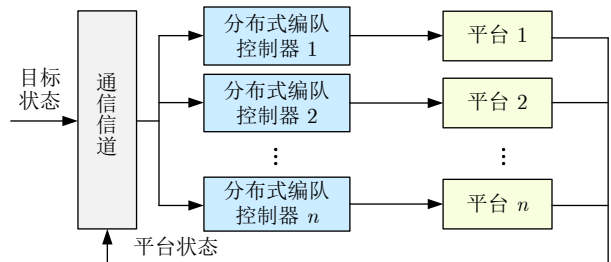 分布式编队
控制器 1
平台 1
目标
状态
通信信道
分布式编队
控制器 2
平台 2
⋮
⋮
分布式编队
控制器 n
平台 n
平台状态